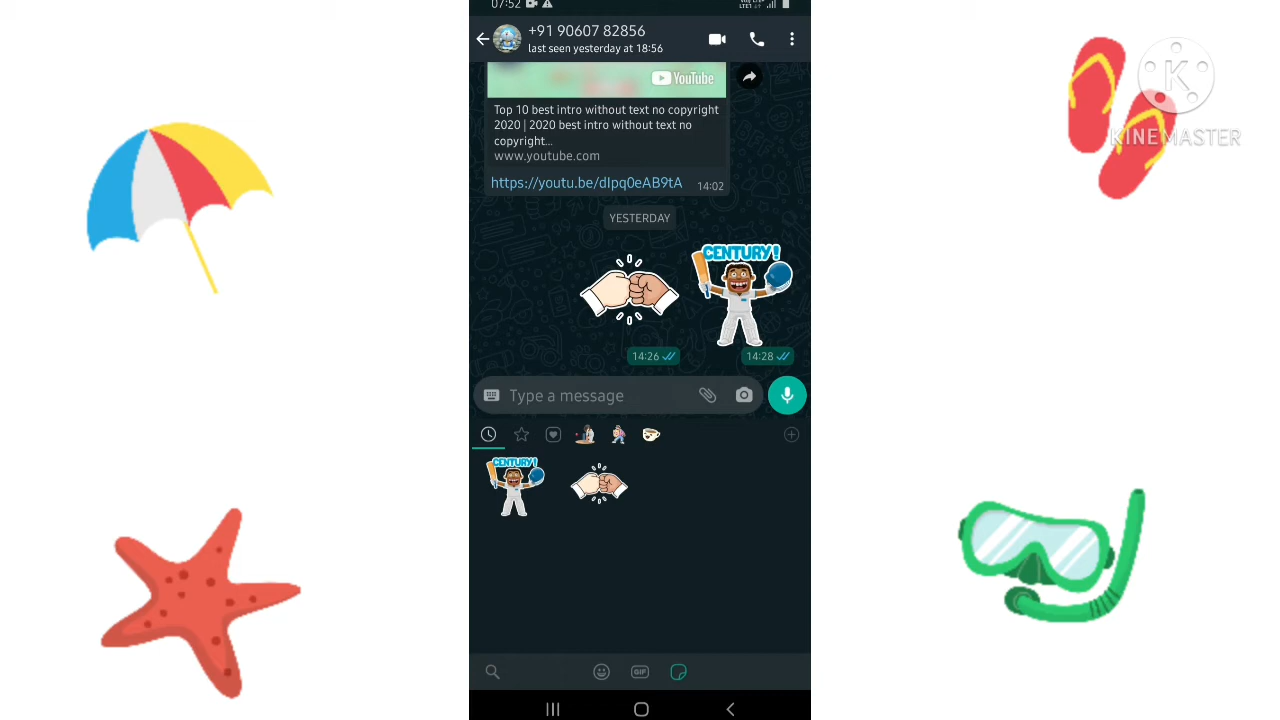 07:52
+91 90607 82856
last seen yesterday at 18:56
YouTube
Top 10 best intro without text no copyright
2020 | 2020 best intro without text no
copyright...
www.youtube.com
https://youtu.be/dIpq0eAB9tA
14:02
YESTERDAY
CENTURY!
14:26
14:28
Type a message
CENTURY!
GIF
K
KINEMASTER